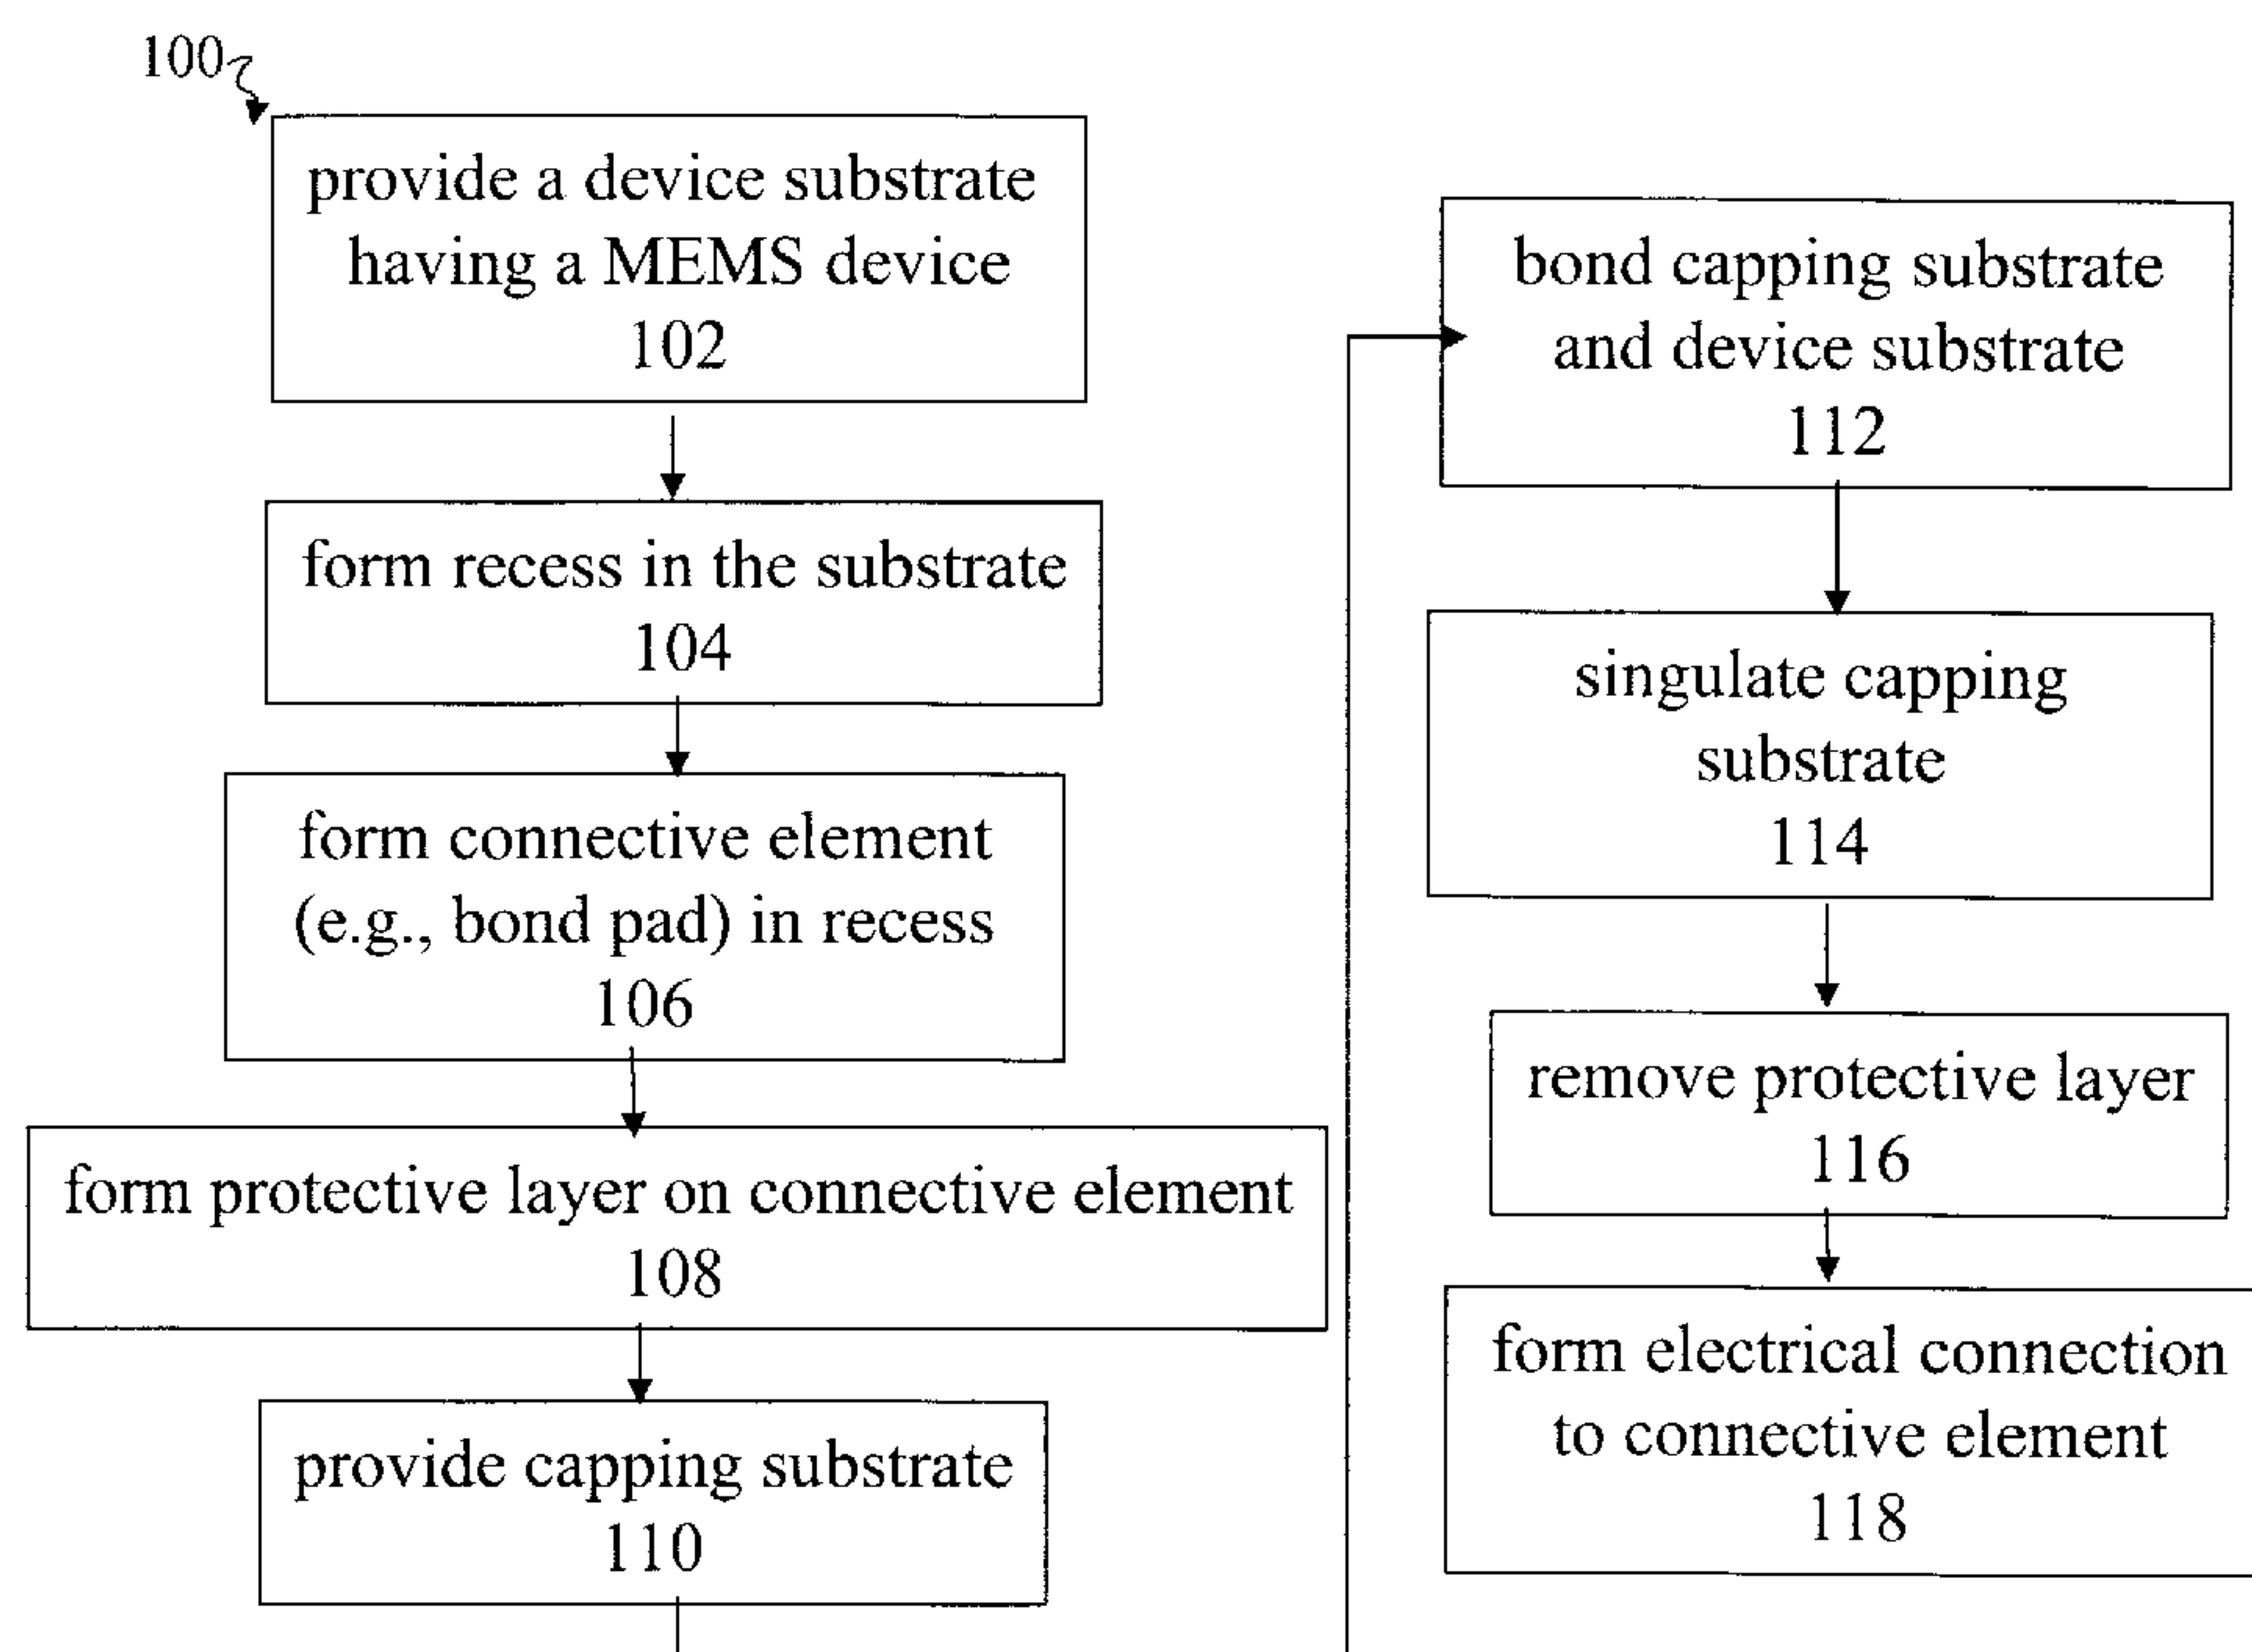 100
provide a device substrate
having a MEMS device
102
form recess in the substrate
104
form connective element
(e.g., bond pad) in recess
106
form protective layer on connective element
108
provide capping substrate
110
bond capping substrate
and device substrate
112
singulate capping
substrate
114
remove protective layer
116
form electrical connection
to connective element
118